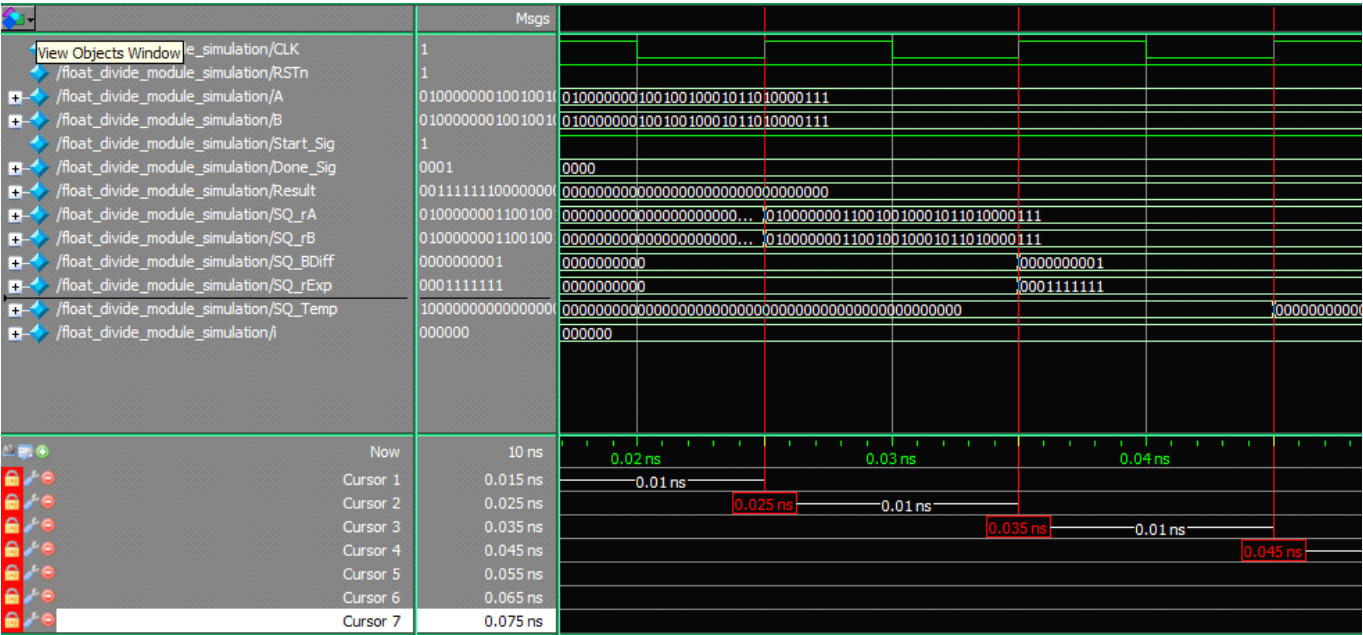 Msgs
View Objects Window
e_simulation/CLK 1
/float_divide_module_simulation/RSTn 1
/float_divide_module_simulation/A 0100000001001001 01000000010010010001011010000111
/float_divide_module_simulation/B 0100000001001001 01000000010010010001011010000111
/float_divide_module_simulation/Start_Sig 1
/float_divide_module_simulation/Done_Sig 0001 0000
/float_divide_module_simulation/Result 0011111110000000 00000000000000000000000000000000
/float_divide_module_simulation/SQ_rA 0100000001100100 000000000000000000000... 010000000110010010001011010000111
/float_divide_module_simulation/SQ_rB 0100000001100100 000000000000000000000... 010000000110010010001011010000111
/float_divide_module_simulation/SQ_BDiff 0000000001 0000000000 0000000001
/float_divide_module_simulation/SQ_rExp 0001111111 0000000000 0001111111
/float_divide_module_simulation/SQ_Temp 1000000000000000 000000000000000000000000000000000000000000000000 0000000000
/float_divide_module_simulation/i 000000 000000
Now 10 ns 0.02 ns 0.03 ns 0.04 ns
Cursor 1 0.015 ns 0.01 ns
Cursor 2 0.025 ns 0.025 ns 0.01 ns
Cursor 3 0.035 ns 0.035 ns 0.01 ns
Cursor 4 0.045 ns 0.045 ns
Cursor 5 0.055 ns
Cursor 6 0.065 ns
Cursor 7 0.075 ns